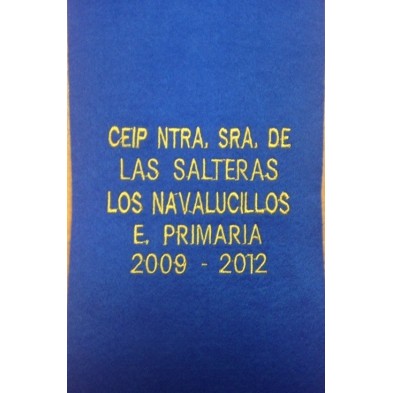 CEIP NTRA. SRA. DE
LAS SALTERAS
LOS NAVALUCILLOS
E. PRIMARIA
2009 - 2012